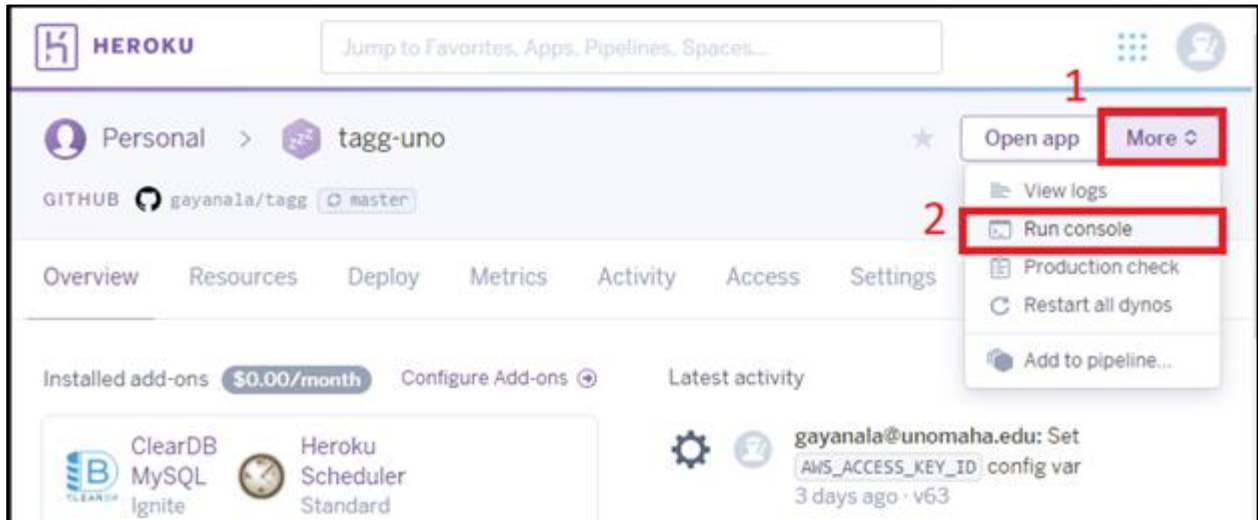 HEROKU
Jump to Favorites, Apps, Pipelines, Spaces...
1
Personal > tagg-uno
Open app
More
GITHUB gayanala/tagg master
View logs
2
Run console
Production check
Restart all dynos
Add to pipeline...
Overview Resources Deploy Metrics Activity Access Settings
Installed add-ons $0.00/month Configure Add-ons
Latest activity
ClearDB
MySQL
Ignite
Heroku
Scheduler
Standard
gayanala@unomaha.edu: Set
AWS_ACCESS_KEY_ID config var
3 days ago · v63